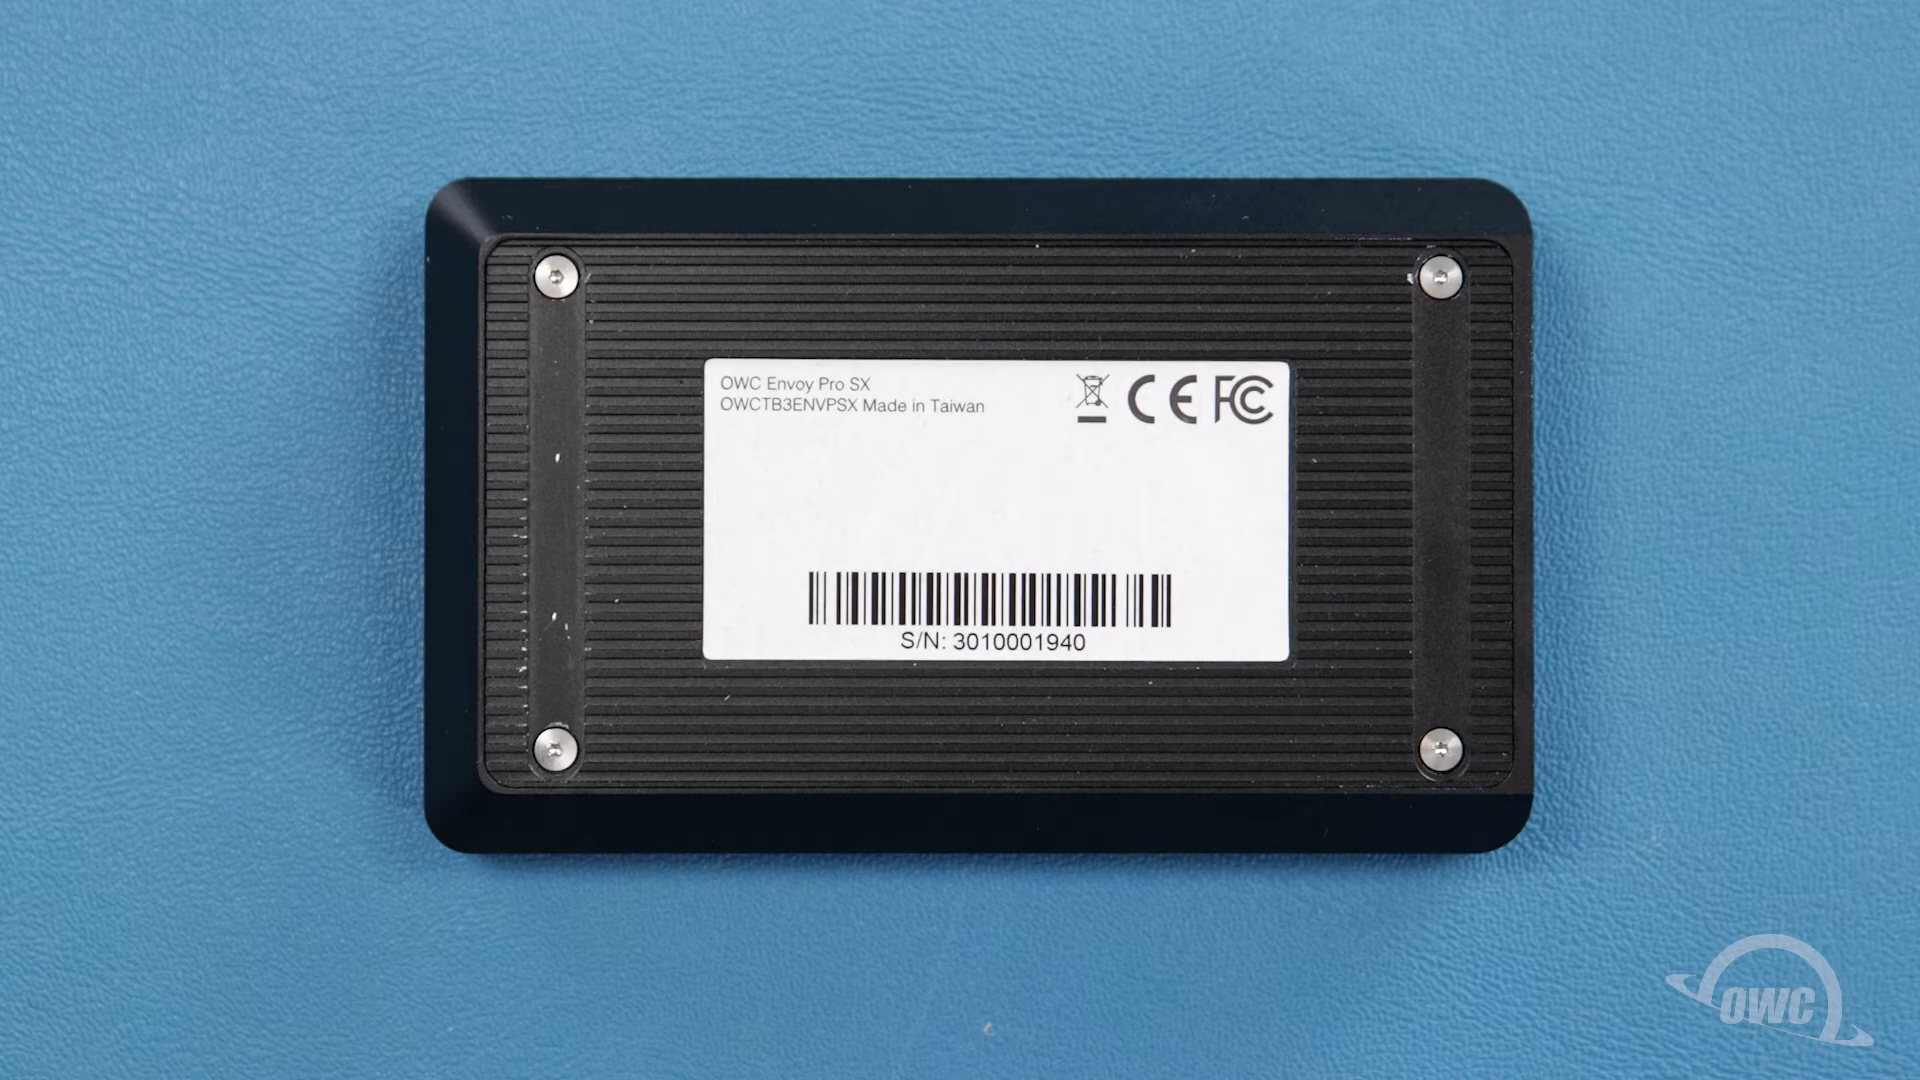 OWC Envoy Pro SX
OWCTB3ENVPSX Made in Taiwan
CE FC
S/N: 3010001940
OWC